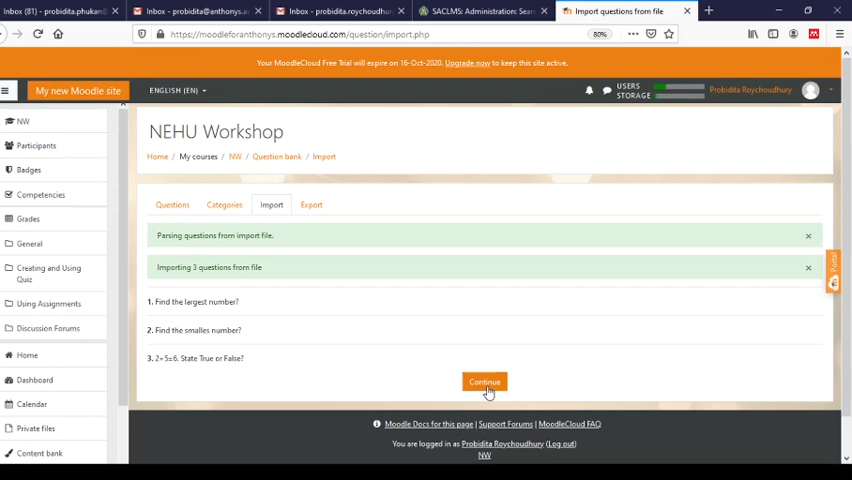 Inbox (81) - probidita.phukan@
Inbox - probidita@anthonys.a
Inbox - probidita.roychoudhur
SACLMS: Administration: Sear
Import questions from file
https://moodleforanthonys.moodlecloud.com/question/import.php
80%
Your MoodleCloud Free Trial will expire on 16-Oct-2020. Upgrade now to keep this site active.
My new Moodle site
ENGLISH (EN)
USERS
STORAGE
Probidita Roychoudhury
NW
Participants
Badges
Competencies
Grades
General
Creating and Using
Quiz
Using Assignments
Discussion Forums
Home
Dashboard
Calendar
Private files
Content bank
NEHU Workshop
Home / My courses / NW / Question bank / Import
Questions Categories Import Export
Parsing questions from import file.
Importing 3 questions from file
1. Find the largest number?
2. Find the smalles number?
3. 2+5=6. State True or False?
Continue
Portal
Moodle Docs for this page | Support Forums | MoodleCloud FAQ
You are logged in as Probidita Roychoudhury (Log out)
NW